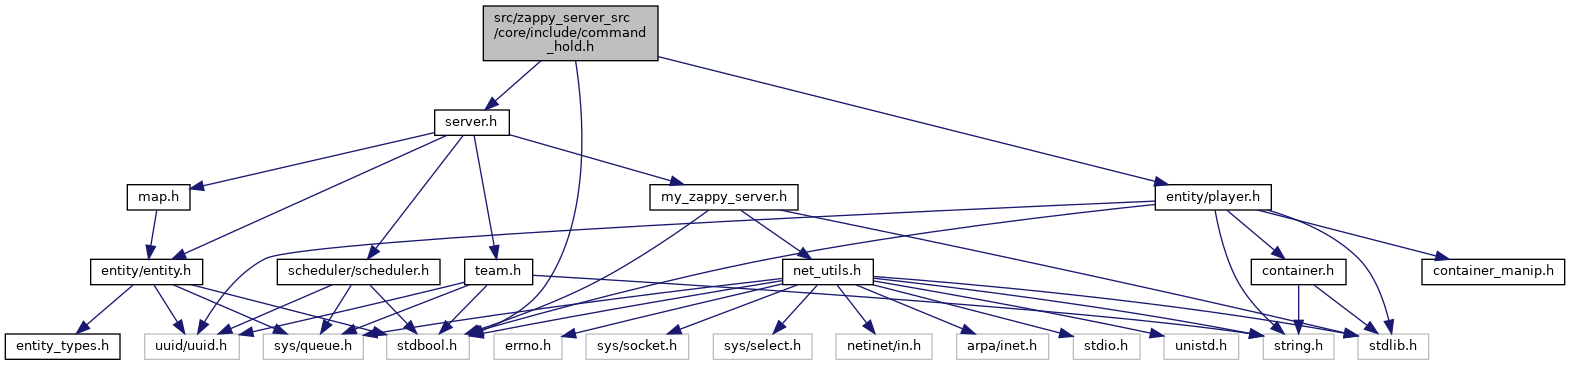 src/zappy_server_src
/core/include/command
_hold.h
server.h
map.h
my_zappy_server.h
entity/player.h
entity/entity.h
scheduler/scheduler.h
team.h
net_utils.h
container.h
container_manip.h
entity_types.h
uuid/uuid.h
sys/queue.h
stdbool.h
errno.h
sys/socket.h
sys/select.h
netinet/in.h
arpa/inet.h
stdio.h
unistd.h
string.h
stdlib.h